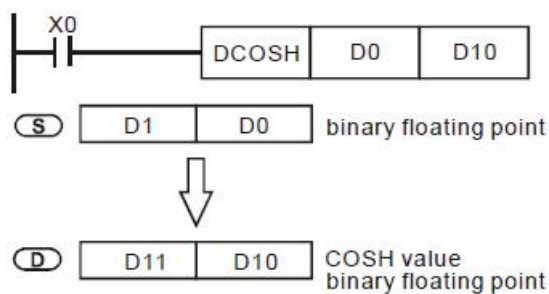 X0
DCOSH D0 D10
S D1 D0 binary floating point
D D11 D10 COSH value
binary floating point